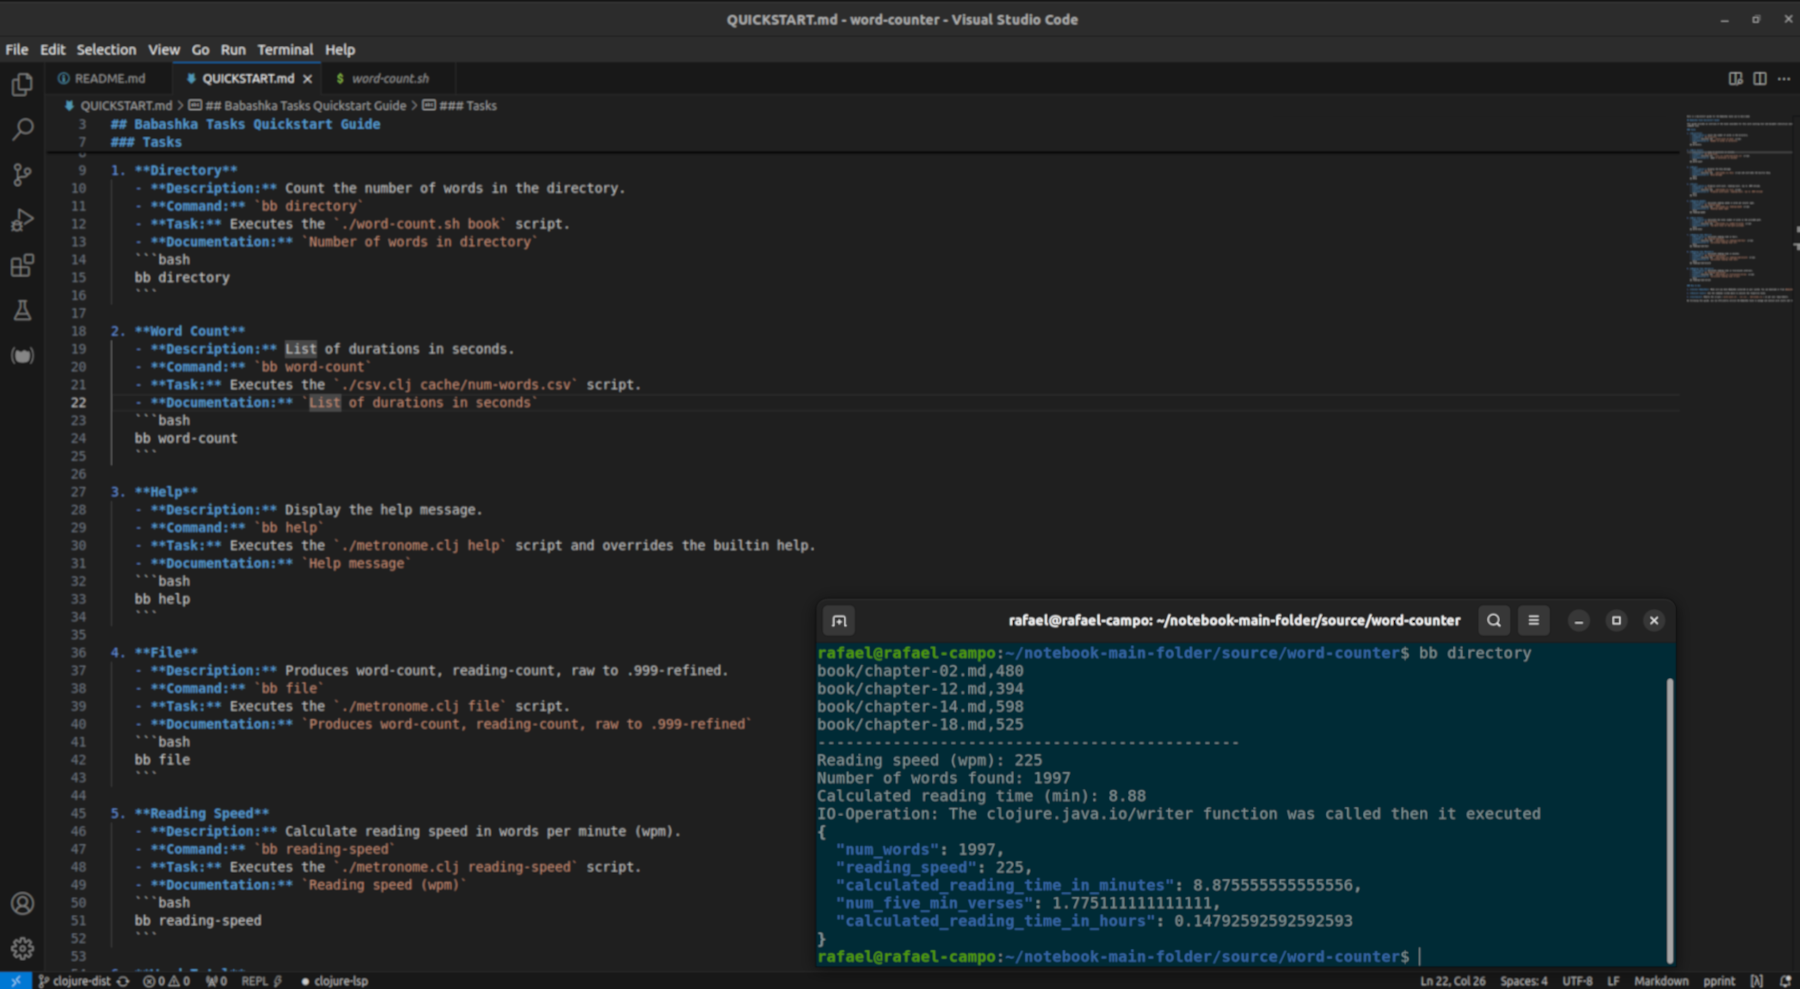 QUICKSTART.md - word-counter - Visual Studio Code
File Edit Selection View Go Run Terminal Help
README.md QUICKSTART.md word-count.sh
QUICKSTART.md > ## Babashka Tasks Quickstart Guide > ### Tasks
3 ## Babashka Tasks Quickstart Guide
7 ### Tasks
8
9 1. **Directory**
10 - **Description:** Count the number of words in the directory.
11 - **Command:** `bb directory`
12 - **Task:** Executes the `./word-count.sh book` script.
13 - **Documentation:** `Number of words in directory`
14 ```bash
15 bb directory
16 ```
17
18 2. **Word Count**
19 - **Description:** List of durations in seconds.
20 - **Command:** `bb word-count`
21 - **Task:** Executes the `./csv.clj cache/num-words.csv` script.
22 - **Documentation:** `List of durations in seconds`
23 ```bash
24 bb word-count
25 ```
26
27 3. **Help**
28 - **Description:** Display the help message.
29 - **Command:** `bb help`
30 - **Task:** Executes the `./metronome.clj help` script and overrides the builtin help.
31 - **Documentation:** `Help message`
32 ```bash
33 bb help
34 ```
35
36 4. **File**
37 - **Description:** Produces word-count, reading-count, raw to .999-refined.
38 - **Command:** `bb file`
39 - **Task:** Executes the `./metronome.clj file` script.
40 - **Documentation:** `Produces word-count, reading-count, raw to .999-refined`
41 ```bash
42 bb file
43 ```
44
45 5. **Reading Speed**
46 - **Description:** Calculate reading speed in words per minute (wpm).
47 - **Command:** `bb reading-speed`
48 - **Task:** Executes the `./metronome.clj reading-speed` script.
49 - **Documentation:** `Reading speed (wpm)`
50 ```bash
51 bb reading-speed
52 ```
53
rafael@rafael-campo: ~/notebook-main-folder/source/word-counter
rafael@rafael-campo:~/notebook-main-folder/source/word-counter$ bb directory
book/chapter-02.md,480
book/chapter-12.md,394
book/chapter-14.md,598
book/chapter-18.md,525
---------------------------------------------
Reading speed (wpm): 225
Number of words found: 1997
Calculated reading time (min): 8.88
IO-Operation: The clojure.java.io/writer function was called then it executed
{
"num_words": 1997,
"reading_speed": 225,
"calculated_reading_time_in_minutes": 8.875555555555556,
"num_five_min_verses": 1.775111111111111,
"calculated_reading_time_in_hours": 0.14792592592592593
}
rafael@rafael-campo:~/notebook-main-folder/source/word-counter$
clojure-dist 0 0 0 REPL clojure-lsp Ln 22, Col 26 Spaces: 4 UTF-8 LF Markdown pprint [λ]